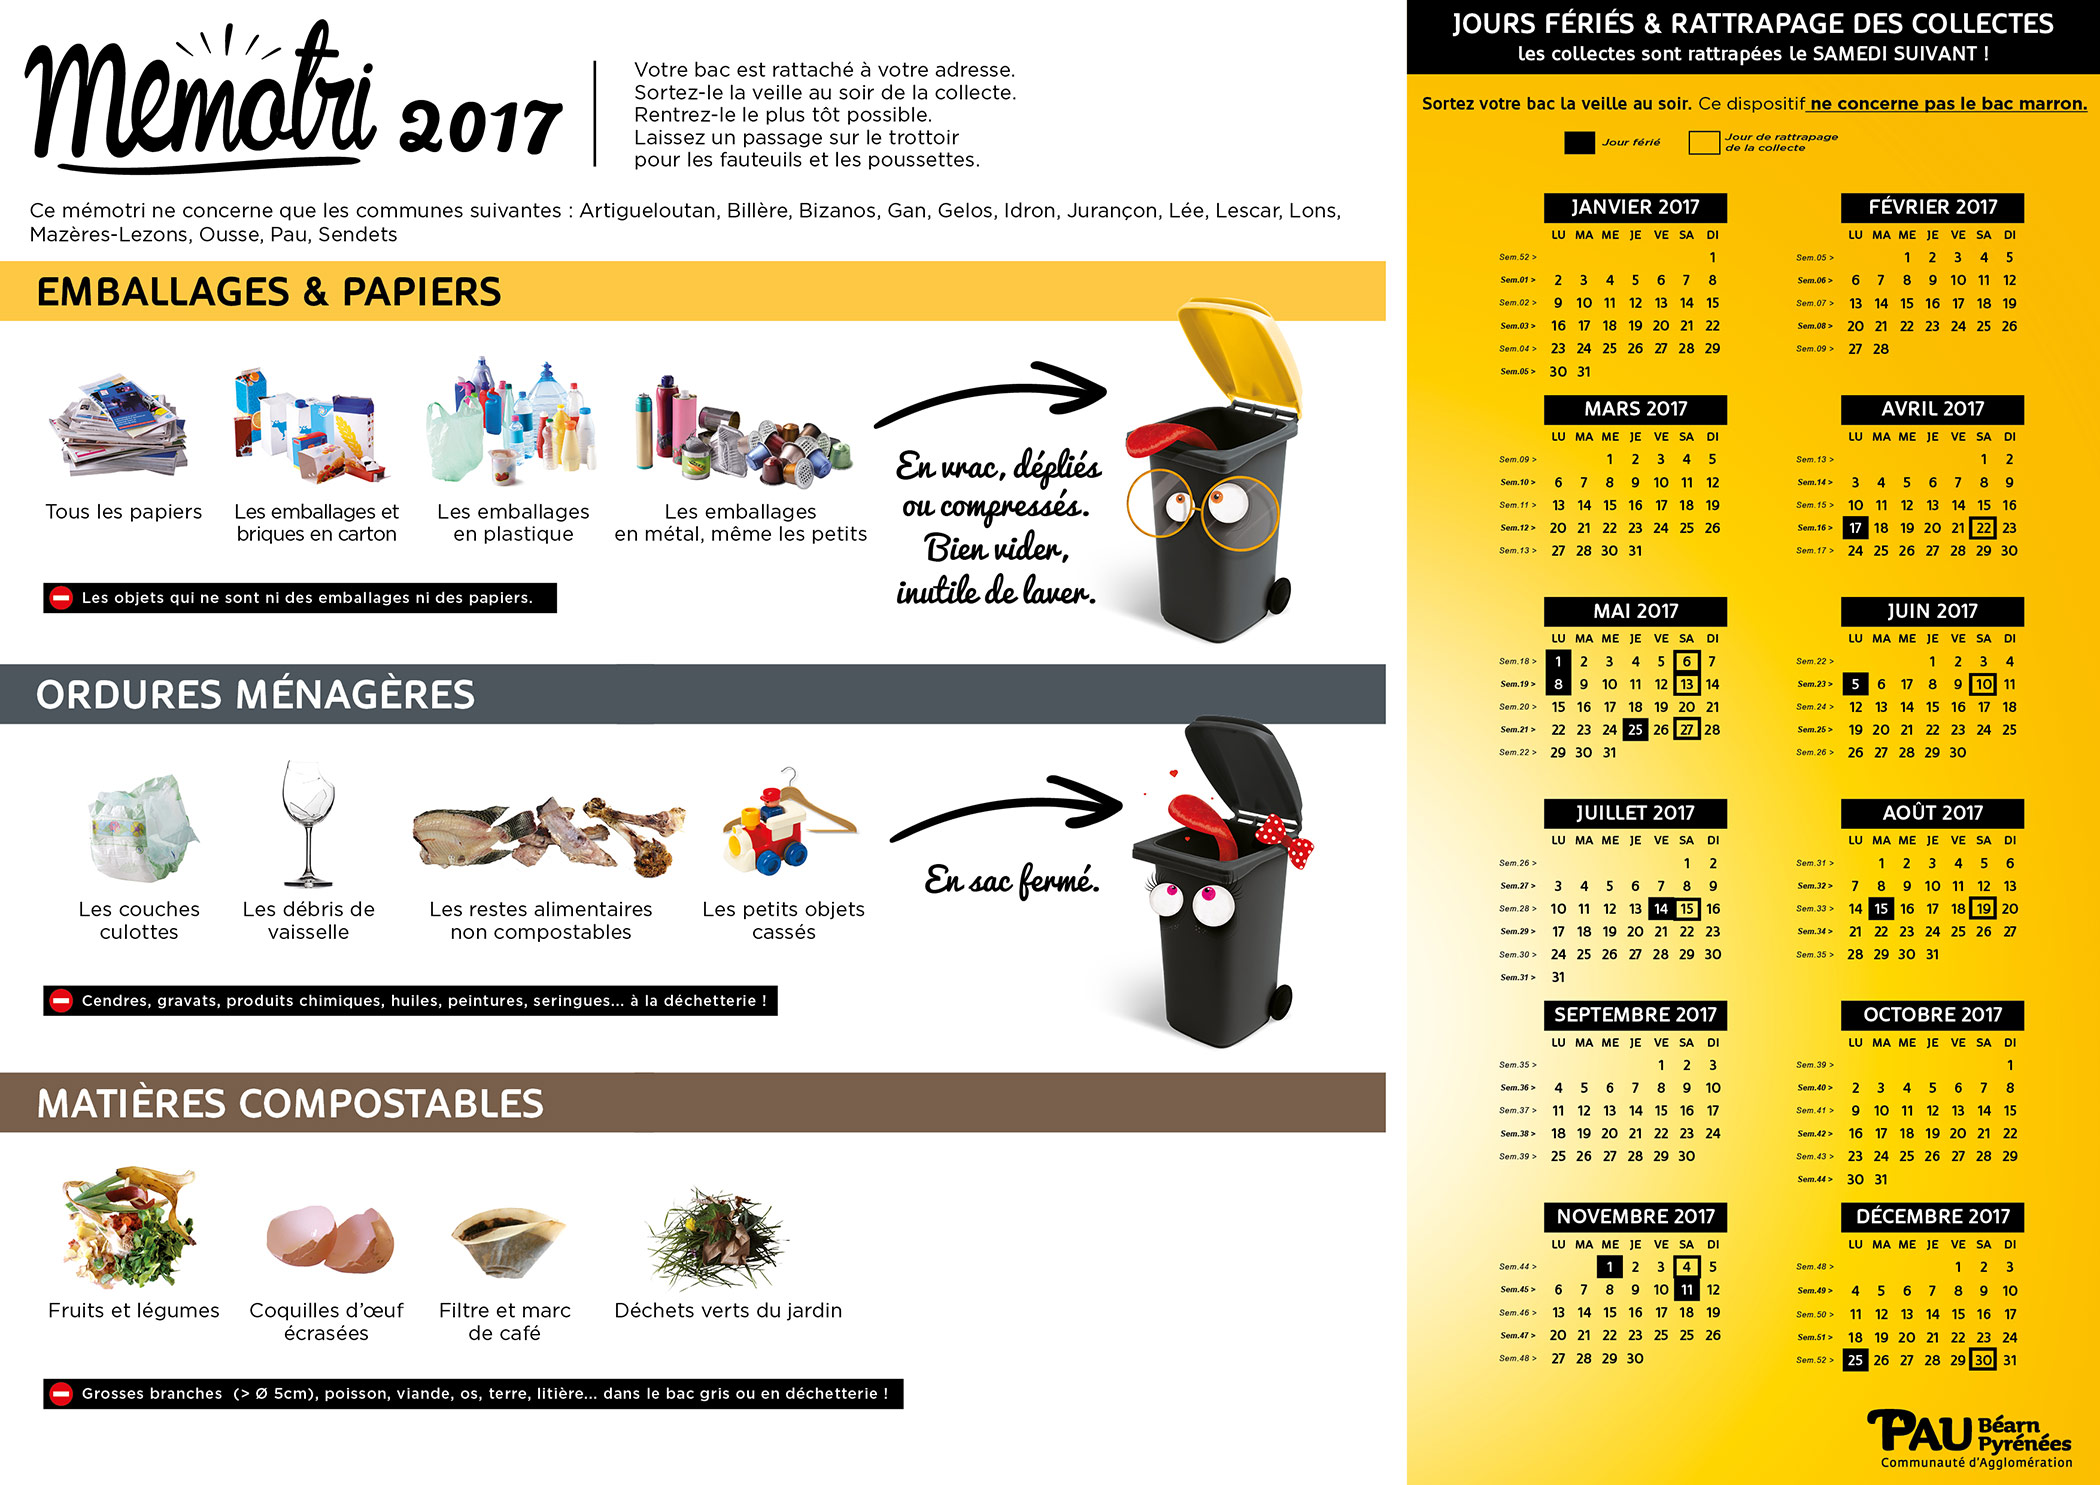 Memotri 2017
Votre bac est rattaché à votre adresse.
Sortez-le la veille au soir de la collecte.
Rentrez-le le plus tôt possible.
Laissez un passage sur le trottoir
pour les fauteuils et les poussettes.
Ce mémotri ne concerne que les communes suivantes : Artigueloutan, Billère, Bizanos, Gan, Gelos, Idron, Jurançon, Lée, Lescar, Lons,
Mazères-Lezons, Ousse, Pau, Sendets
EMBALLAGES & PAPIERS
Tous les papiers
Les emballages et
briques en carton
Les emballages
en plastique
Les emballages
en métal, même les petits
En vrac, dépliés
ou compressés.
Bien vider,
inutile de laver.
Les objets qui ne sont ni des emballages ni des papiers.
ORDURES MÉNAGÈRES
Les couches
culottes
Les débris de
vaisselle
Les restes alimentaires
non compostables
Les petits objets
cassés
En sac fermé.
Cendres, gravats, produits chimiques, huiles, peintures, seringues... à la déchetterie !
MATIÈRES COMPOSTABLES
Fruits et légumes
Coquilles d'œuf
écrasées
Filtre et marc
de café
Déchets verts du jardin
Grosses branches (> Ø 5cm), poisson, viande, os, terre, litière... dans le bac gris ou en déchetterie !
JOURS FÉRIÉS & RATTRAPAGE DES COLLECTES
les collectes sont rattrapées le SAMEDI SUIVANT !
Sortez votre bac la veille au soir. Ce dispositif ne concerne pas le bac marron.
Jour férié
Jour de rattrapage
de la collecte
JANVIER 2017
LU MA ME JE VE SA DI
Sem.52 > 1
Sem.01 > 2 3 4 5 6 7 8
Sem.02 > 9 10 11 12 13 14 15
Sem.03 > 16 17 18 19 20 21 22
Sem.04 > 23 24 25 26 27 28 29
Sem.05 > 30 31
FÉVRIER 2017
LU MA ME JE VE SA DI
Sem.05 > 1 2 3 4 5
Sem.06 > 6 7 8 9 10 11 12
Sem.07 > 13 14 15 16 17 18 19
Sem.08 > 20 21 22 23 24 25 26
Sem.09 > 27 28
MARS 2017
LU MA ME JE VE SA DI
Sem.09 > 1 2 3 4 5
Sem.10 > 6 7 8 9 10 11 12
Sem.11 > 13 14 15 16 17 18 19
Sem.12 > 20 21 22 23 24 25 26
Sem.13 > 27 28 30 31
AVRIL 2017
LU MA ME JE VE SA DI
Sem.13 > 1 2
Sem.14 > 3 4 5 6 7 8 9
Sem.15 > 10 11 12 13 14 15 16
Sem.16 > 17 18 19 20 21 22 23
Sem.17 > 24 25 26 27 28 29 30
MAI 2017
LU MA ME JE VE SA DI
Sem.18 > 1 2 3 4 5 6 7
Sem.19 > 8 9 10 11 12 13 14
Sem.20 > 15 16 17 18 19 20 21
Sem.21 > 22 23 24 25 26 27 28
Sem.22 > 29 30 31
JUIN 2017
LU MA ME JE VE SA DI
Sem.22 > 1 2 3 4
Sem.23 > 5 6 17 8 9 10 11
Sem.24 > 12 13 14 15 16 17 18
Sem.25 > 19 20 21 22 23 24 25
Sem.26 > 26 27 28 29 30
JUILLET 2017
LU MA ME JE VE SA DI
Sem.26 > 1 2
Sem.27 > 3 4 5 6 7 8 9
Sem.28 > 10 11 12 13 14 15 16
Sem.29 > 17 18 19 20 21 22 23
Sem.30 > 24 25 26 27 28 29 30
Sem.31 > 31
AOÛT 2017
LU MA ME JE VE SA DI
Sem.31 > 1 2 3 4 5 6
Sem.32 > 7 8 9 10 11 12 13
Sem.33 > 14 15 16 17 18 19 20
Sem.34 > 21 22 23 24 25 26 27
Sem.35 > 28 29 30 31
SEPTEMBRE 2017
LU MA ME JE VE SA DI
Sem.35 > 1 2 3
Sem.36 > 4 5 6 7 8 9 10
Sem.37 > 11 12 13 14 15 16 17
Sem.38 > 18 19 20 21 22 23 24
Sem.39 > 25 26 27 28 29 30
OCTOBRE 2017
LU MA ME JE VE SA DI
Sem.39 > 1
Sem.40 > 2 3 4 5 6 7 8
Sem.41 > 9 10 11 12 13 14 15
Sem.42 > 16 17 18 19 20 21 22
Sem.43 > 23 24 25 26 27 28 29
Sem.44 > 30 31
NOVEMBRE 2017
LU MA ME JE VE SA DI
Sem.44 > 1 2 3 4 5
Sem.45 > 6 7 8 9 10 11 12
Sem.46 > 13 14 15 16 17 18 19
Sem.47 > 20 21 22 23 25 25 26
Sem.48 > 27 28 29 30
DÉCEMBRE 2017
LU MA ME JE VE SA DI
Sem.48 > 1 2 3
Sem.49 > 4 5 6 7 8 9 10
Sem.50 > 11 12 13 14 15 16 17
Sem.51 > 18 19 20 21 22 23 24
Sem.52 > 25 26 27 28 29 30 31
PAU Béarn
Pyrénées
Communauté d'Agglomération